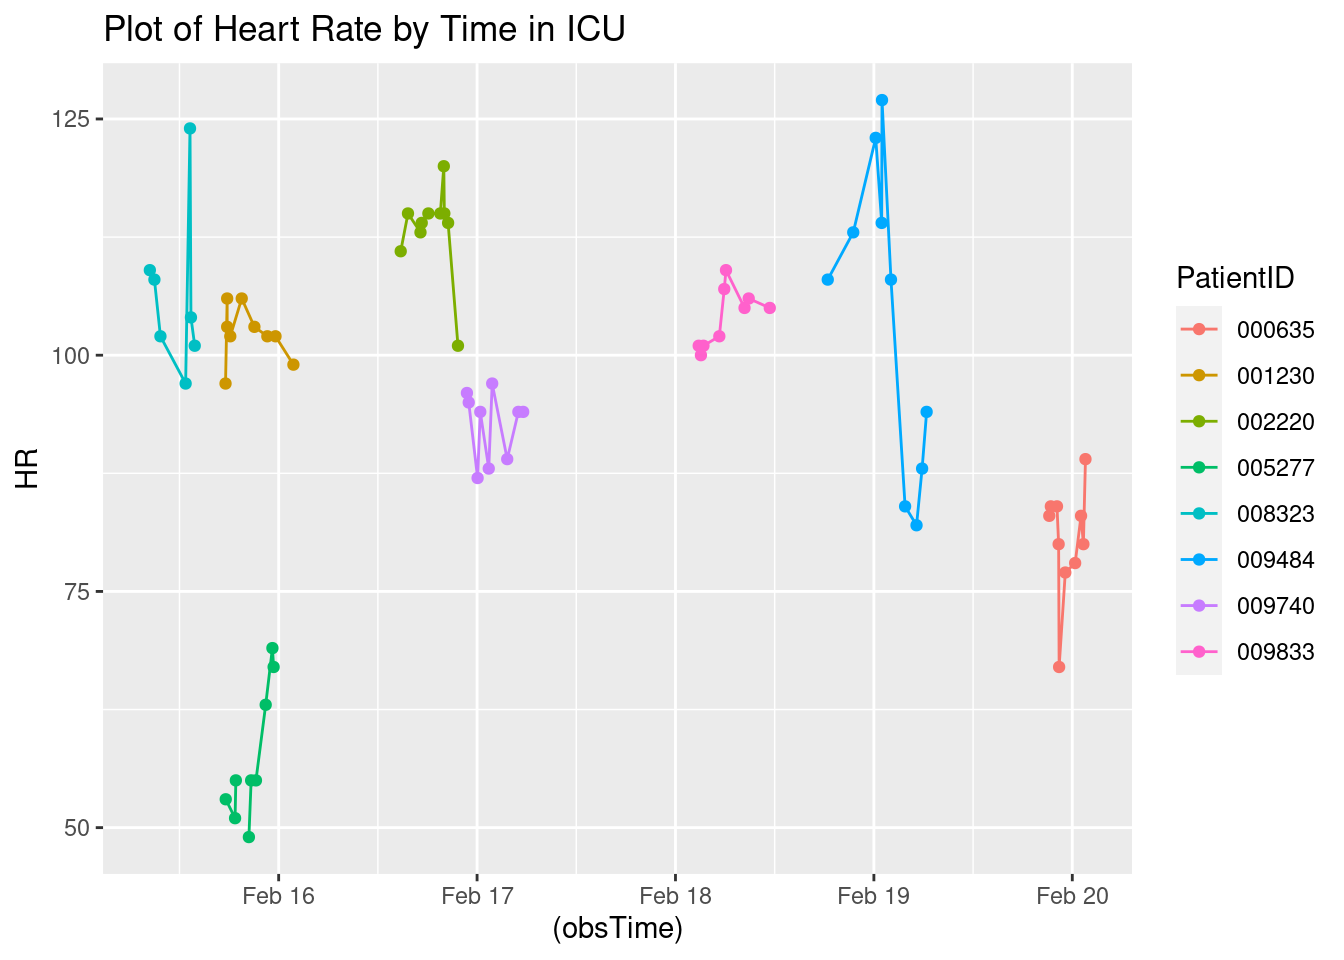 Plot of Heart Rate by Time in ICU
125
100
75
50
HR
Feb 16
Feb 17
Feb 18
Feb 19
Feb 20
(obsTime)
PatientID
000635
001230
002220
005277
008323
009484
009740
009833